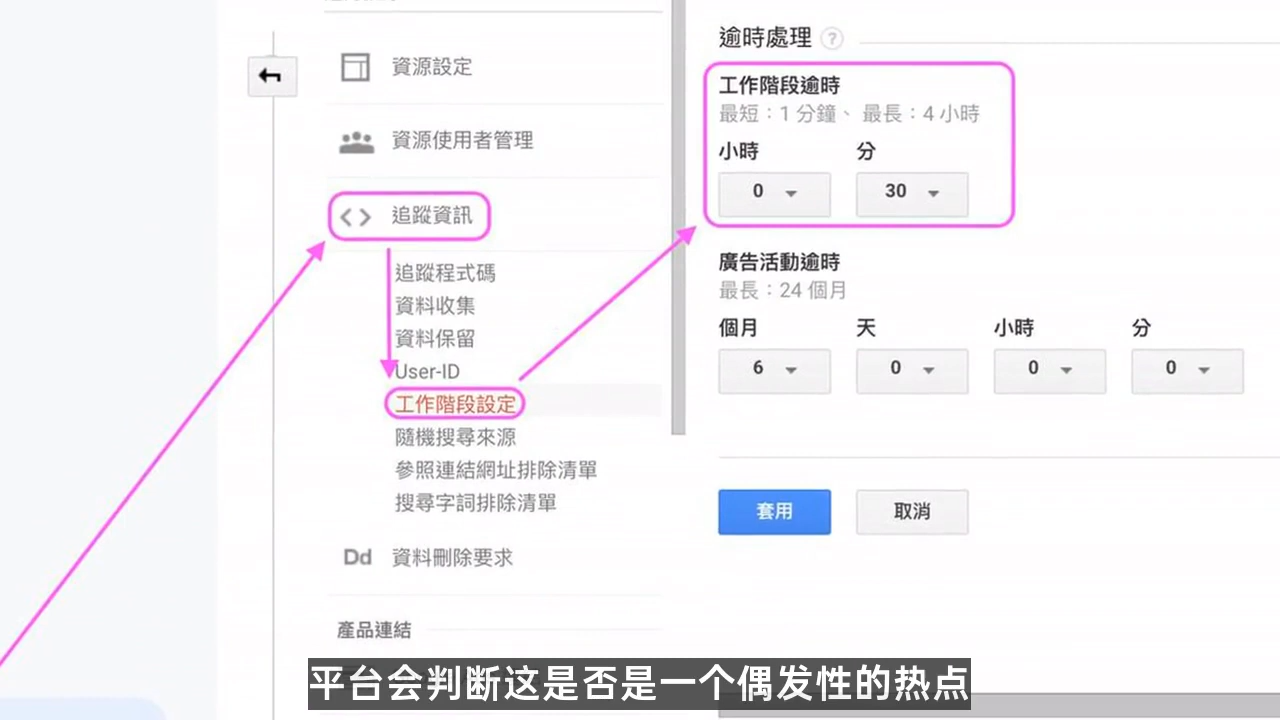 資源設定
資源使用者管理
追蹤資訊
追蹤程式碼
資料收集
資料保留
User-ID
工作階段設定
隨機搜尋來源
參照連結網址排除清單
搜尋字詞排除清單
Dd 資料刪除要求
產品連結
逾時處理 ?
工作階段逾時
最短：1 分鐘、 最長：4 小時
小時 分
0 30
廣告活動逾時
最長：24 個月
個月 天 小時 分
6 0 0 0
套用 取消
平台会判断这是否是一个偶发性的热点